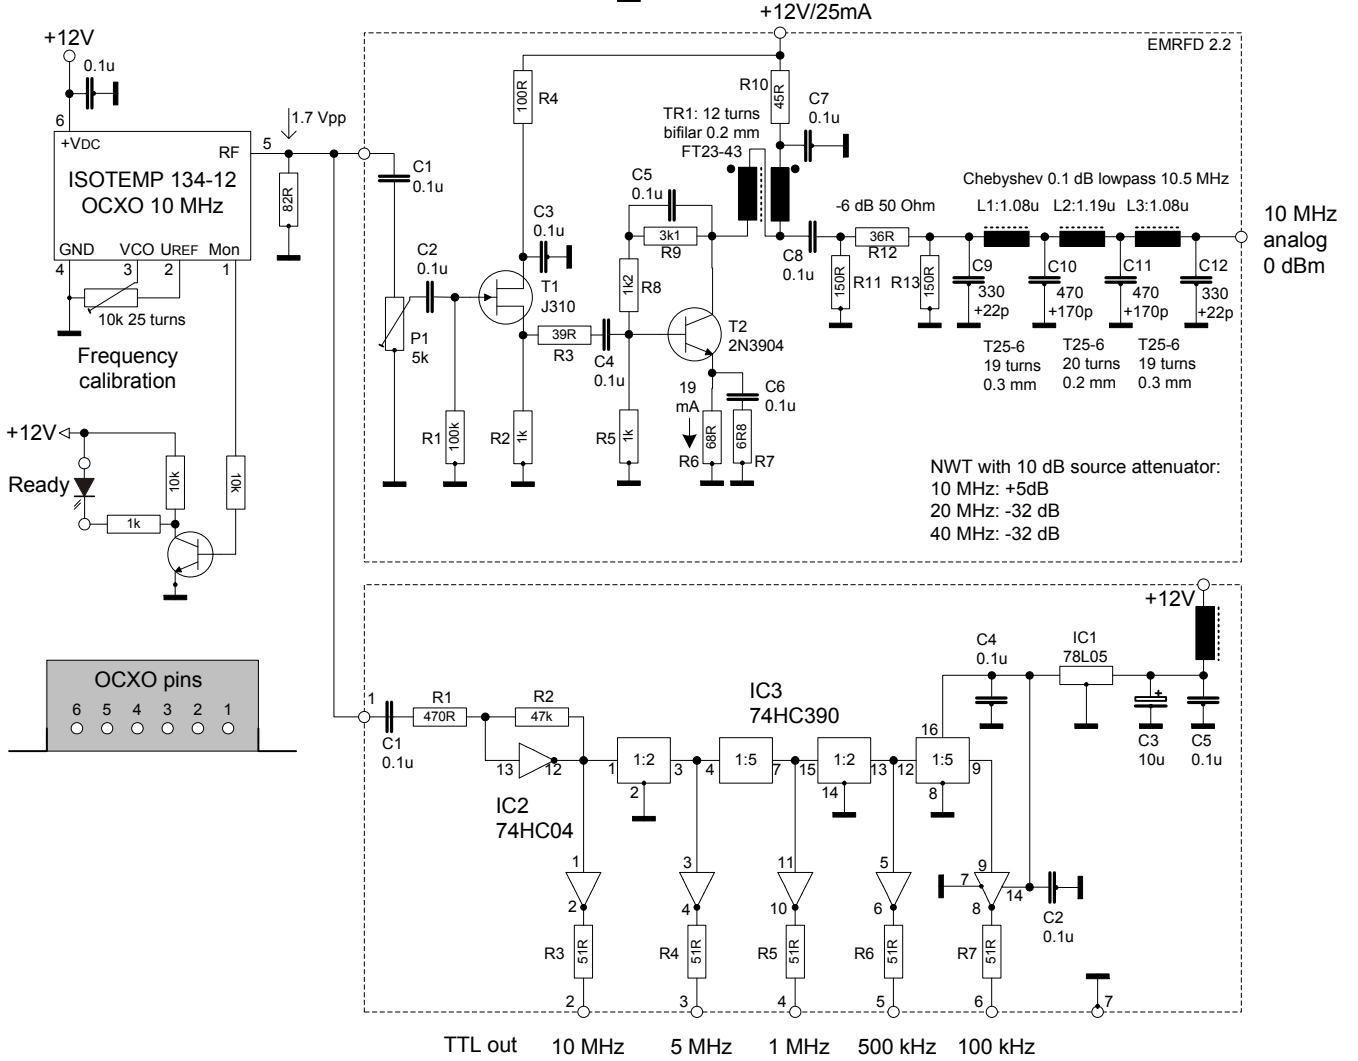 +12V/25mA
EMRFD 2.2
+12V
0.1u
6
+VDC
RF
5
1.7 Vpp
ISOTEMP 134-12
OCXO 10 MHz
82R
GND
VCO
UREF
Mon
4
3
2
1
10k 25 turns
Frequency
calibration
+12V
Ready
10k
10k
1k
OCXO pins
6 5 4 3 2 1
C1
0.1u
C2
0.1u
P1
5k
R1
100k
100R
R4
C3
0.1u
T1
J310
R2
1k
39R
R3
C4
0.1u
C5
0.1u
3k1
R9
1k2
R8
R5
1k
T2
2N3904
19
mA
68R
R6
C6
0.1u
6R8
R7
TR1: 12 turns
bifilar 0.2 mm
FT23-43
R10
45R
C7
0.1u
C8
0.1u
-6 dB 50 Ohm
36R
R12
150R
R11
R13
150R
Chebyshev 0.1 dB lowpass 10.5 MHz
L1:1.08u
L2:1.19u
L3:1.08u
C9
330
+22p
C10
470
+170p
C11
470
+170p
C12
330
+22p
T25-6
19 turns
0.3 mm
T25-6
20 turns
0.2 mm
T25-6
19 turns
0.3 mm
10 MHz
analog
0 dBm
NWT with 10 dB source attenuator:
10 MHz: +5dB
20 MHz: -32 dB
40 MHz: -32 dB
+12V
C4
0.1u
IC1
78L05
+
C3
10u
C5
0.1u
1
C1
0.1u
R1
470R
R2
47k
13
12
IC2
74HC04
IC3
74HC390
1
1:2
3
2
4
1:5
7
15
1:2
13
14
12
1:5
9
16
8
1
2
3
4
11
10
5
6
9
7
14
8
C2
0.1u
R3
51R
R4
51R
R5
51R
R6
51R
R7
51R
2
3
4
5
6
7
TTL out
10 MHz
5 MHz
1 MHz
500 kHz
100 kHz